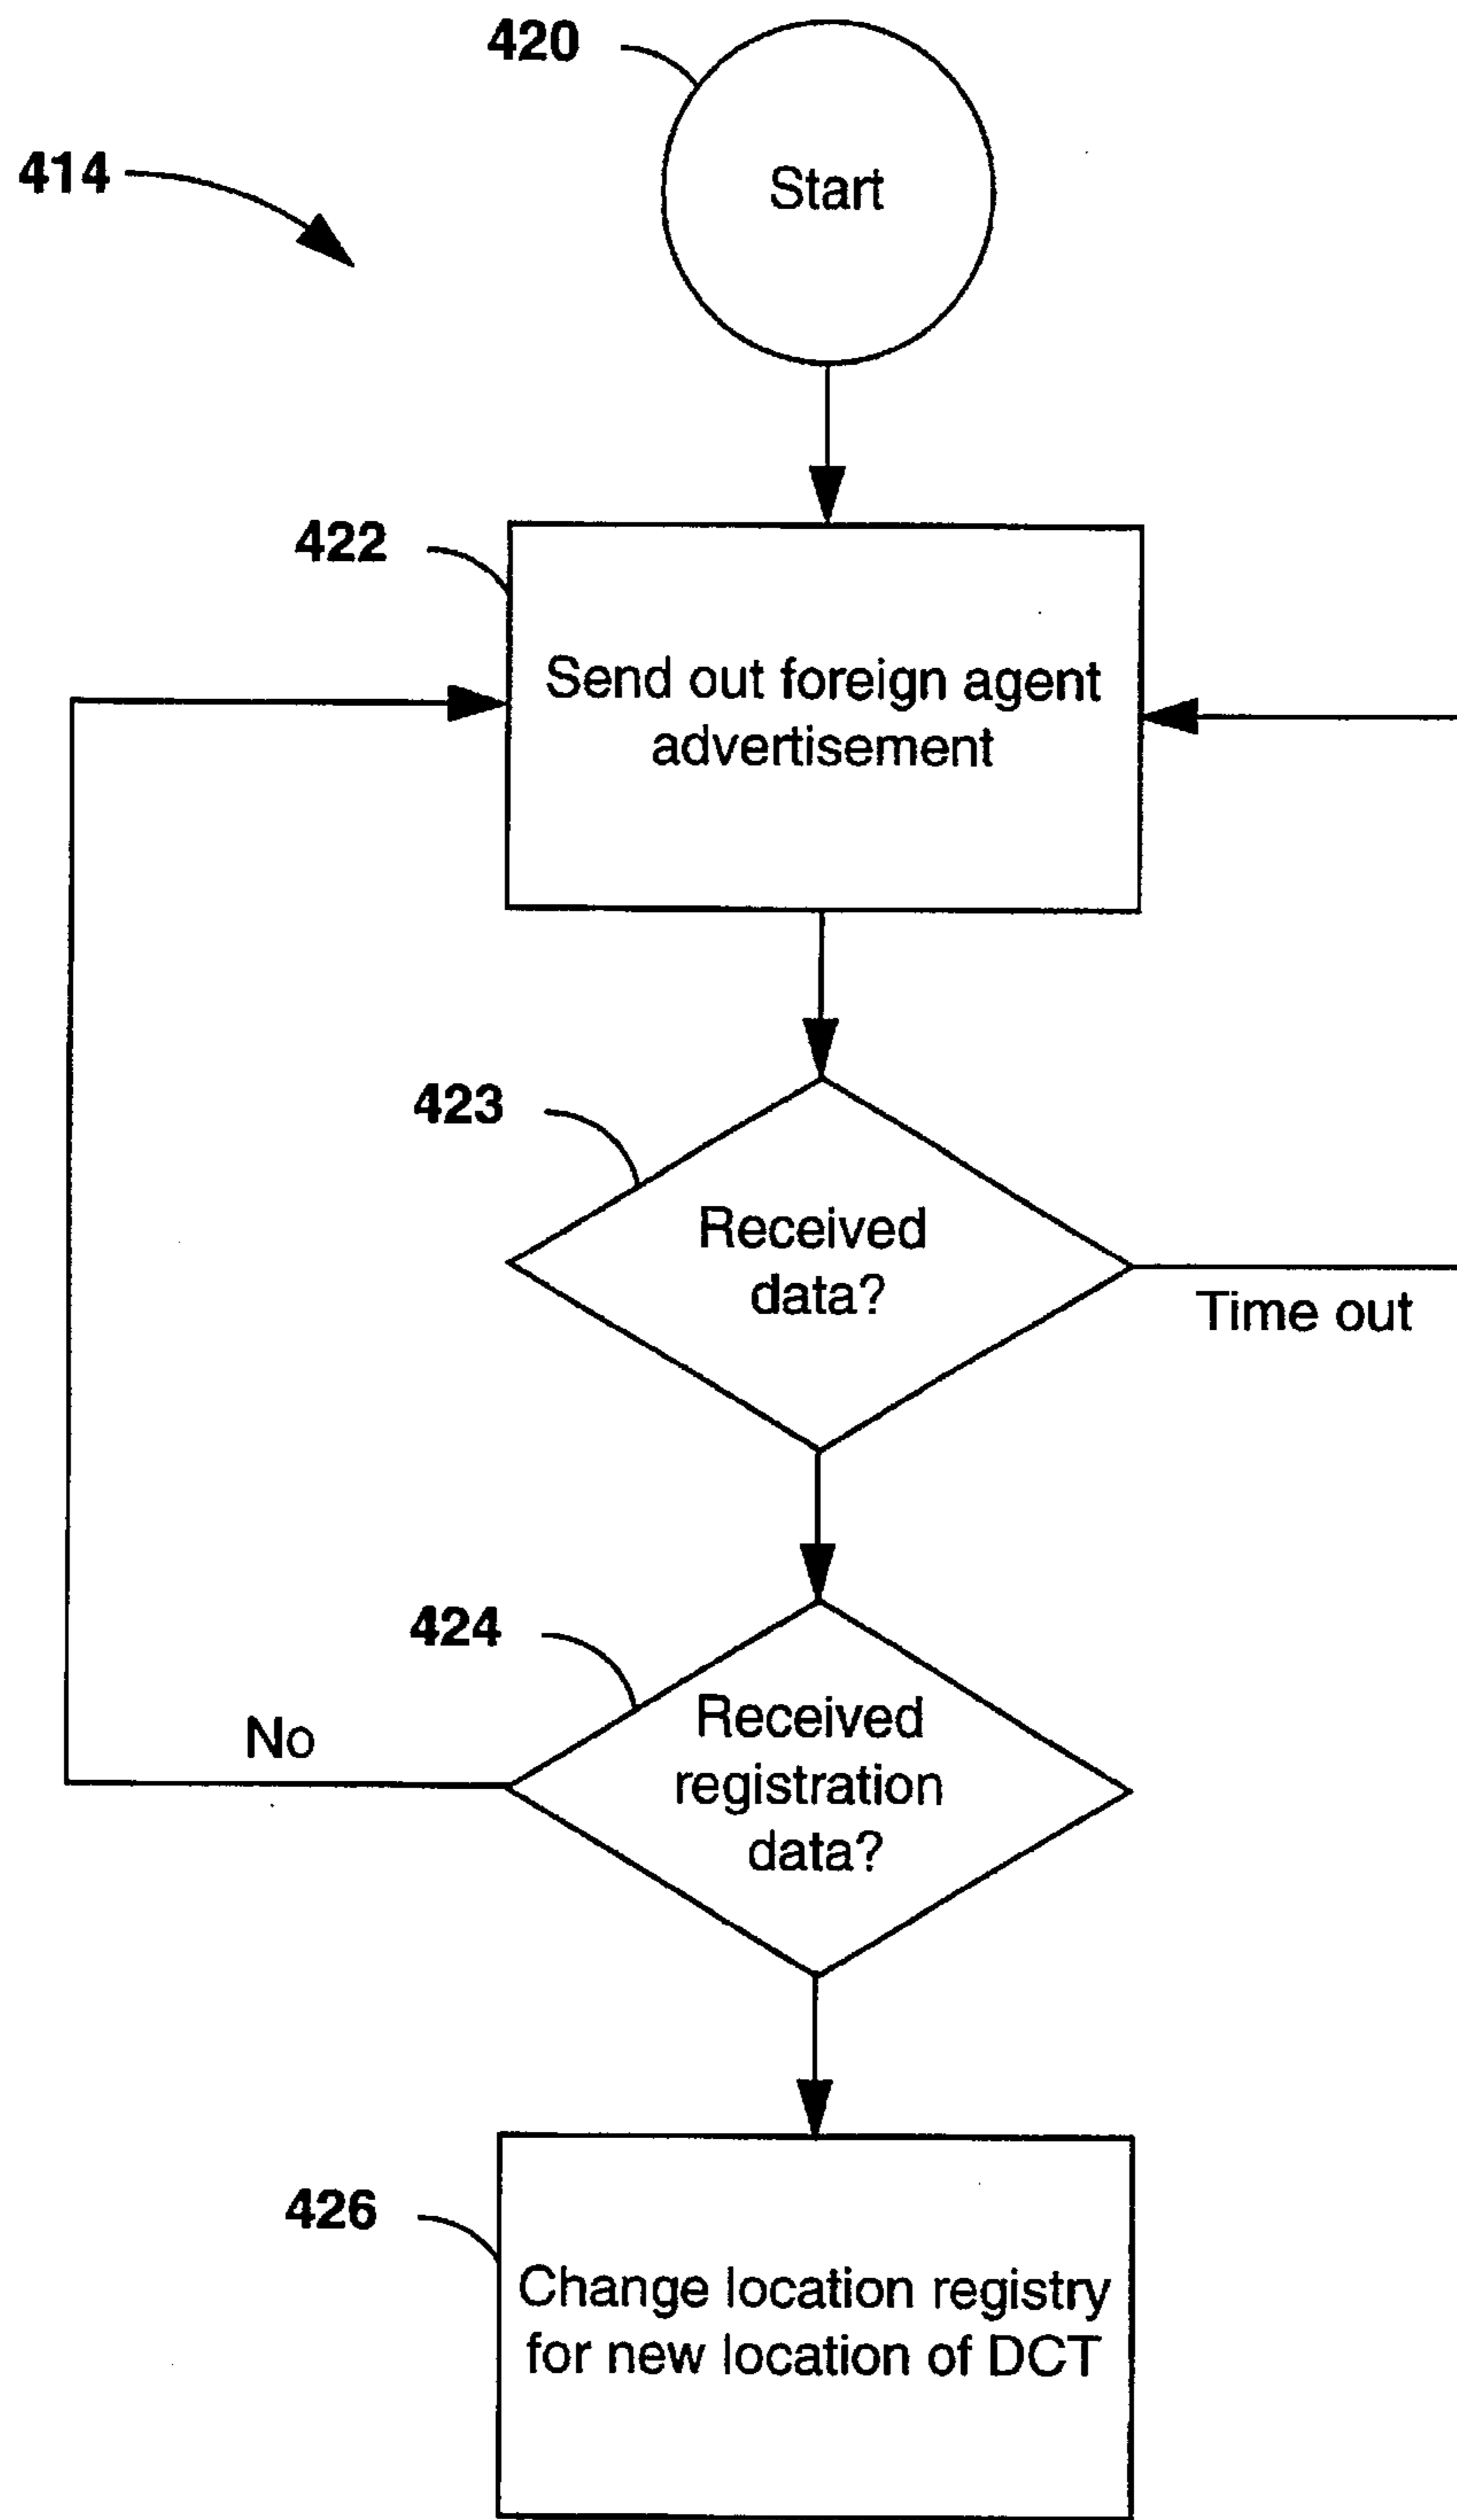 420
414
Start
422
Send out foreign agent
advertisement
423
Received
data?
Time out
424
Received
registration
data?
No
426
Change location registry
for new location of DCT